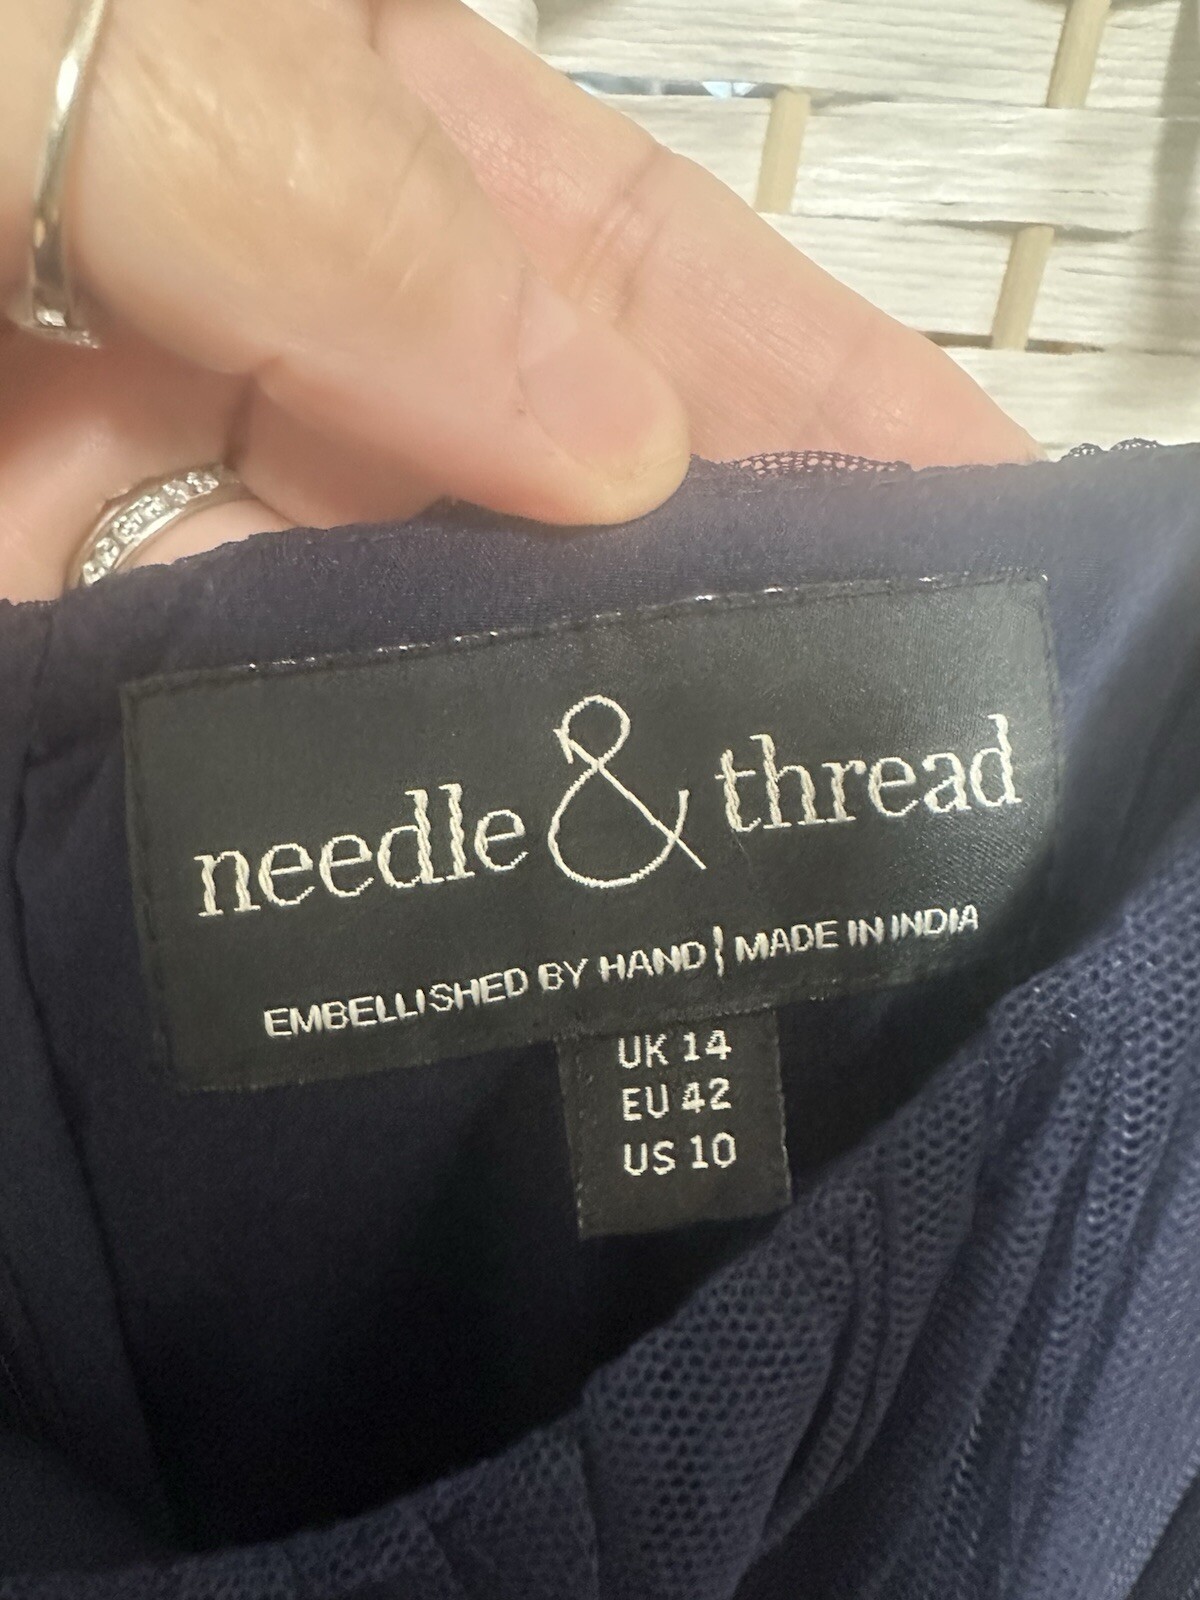 needle & thread
EMBELLISHED BY HAND | MADE IN INDIA
UK 14
EU 42
US 10